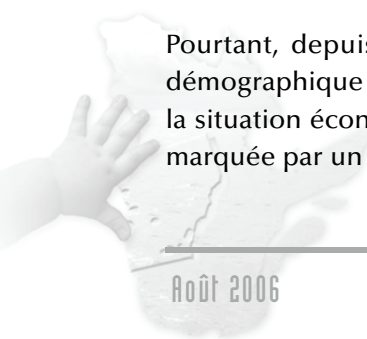 Pourtant, depuis
démographique
la situation écon
marquée par un
Août 2006